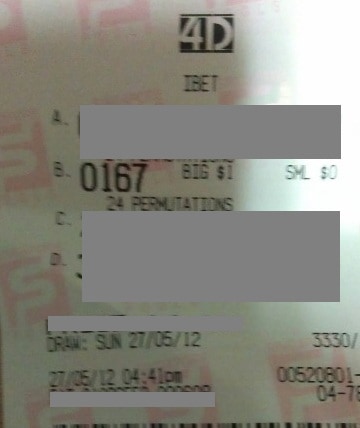 4D
IBET
A.
B. 0167 BIG $1 SML $0
24 PERMUTATIONS
C.
D.
DRAW: SUN 27/05/12 3330/
27/05/12 04:41pm 00520801-
04-78